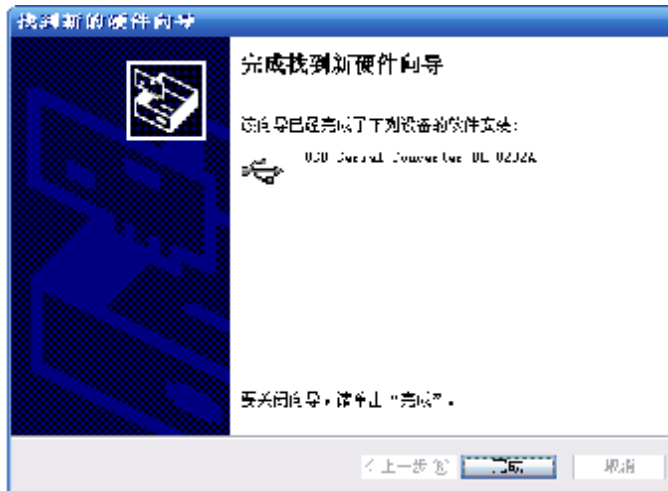 找到新的硬件向导
完成找到新硬件向导
该向导已经完成了下列设备的软件安装:
USB Serial Converter
要关闭向导,请单击“完成”。
< 上一步(B)
完成
取消